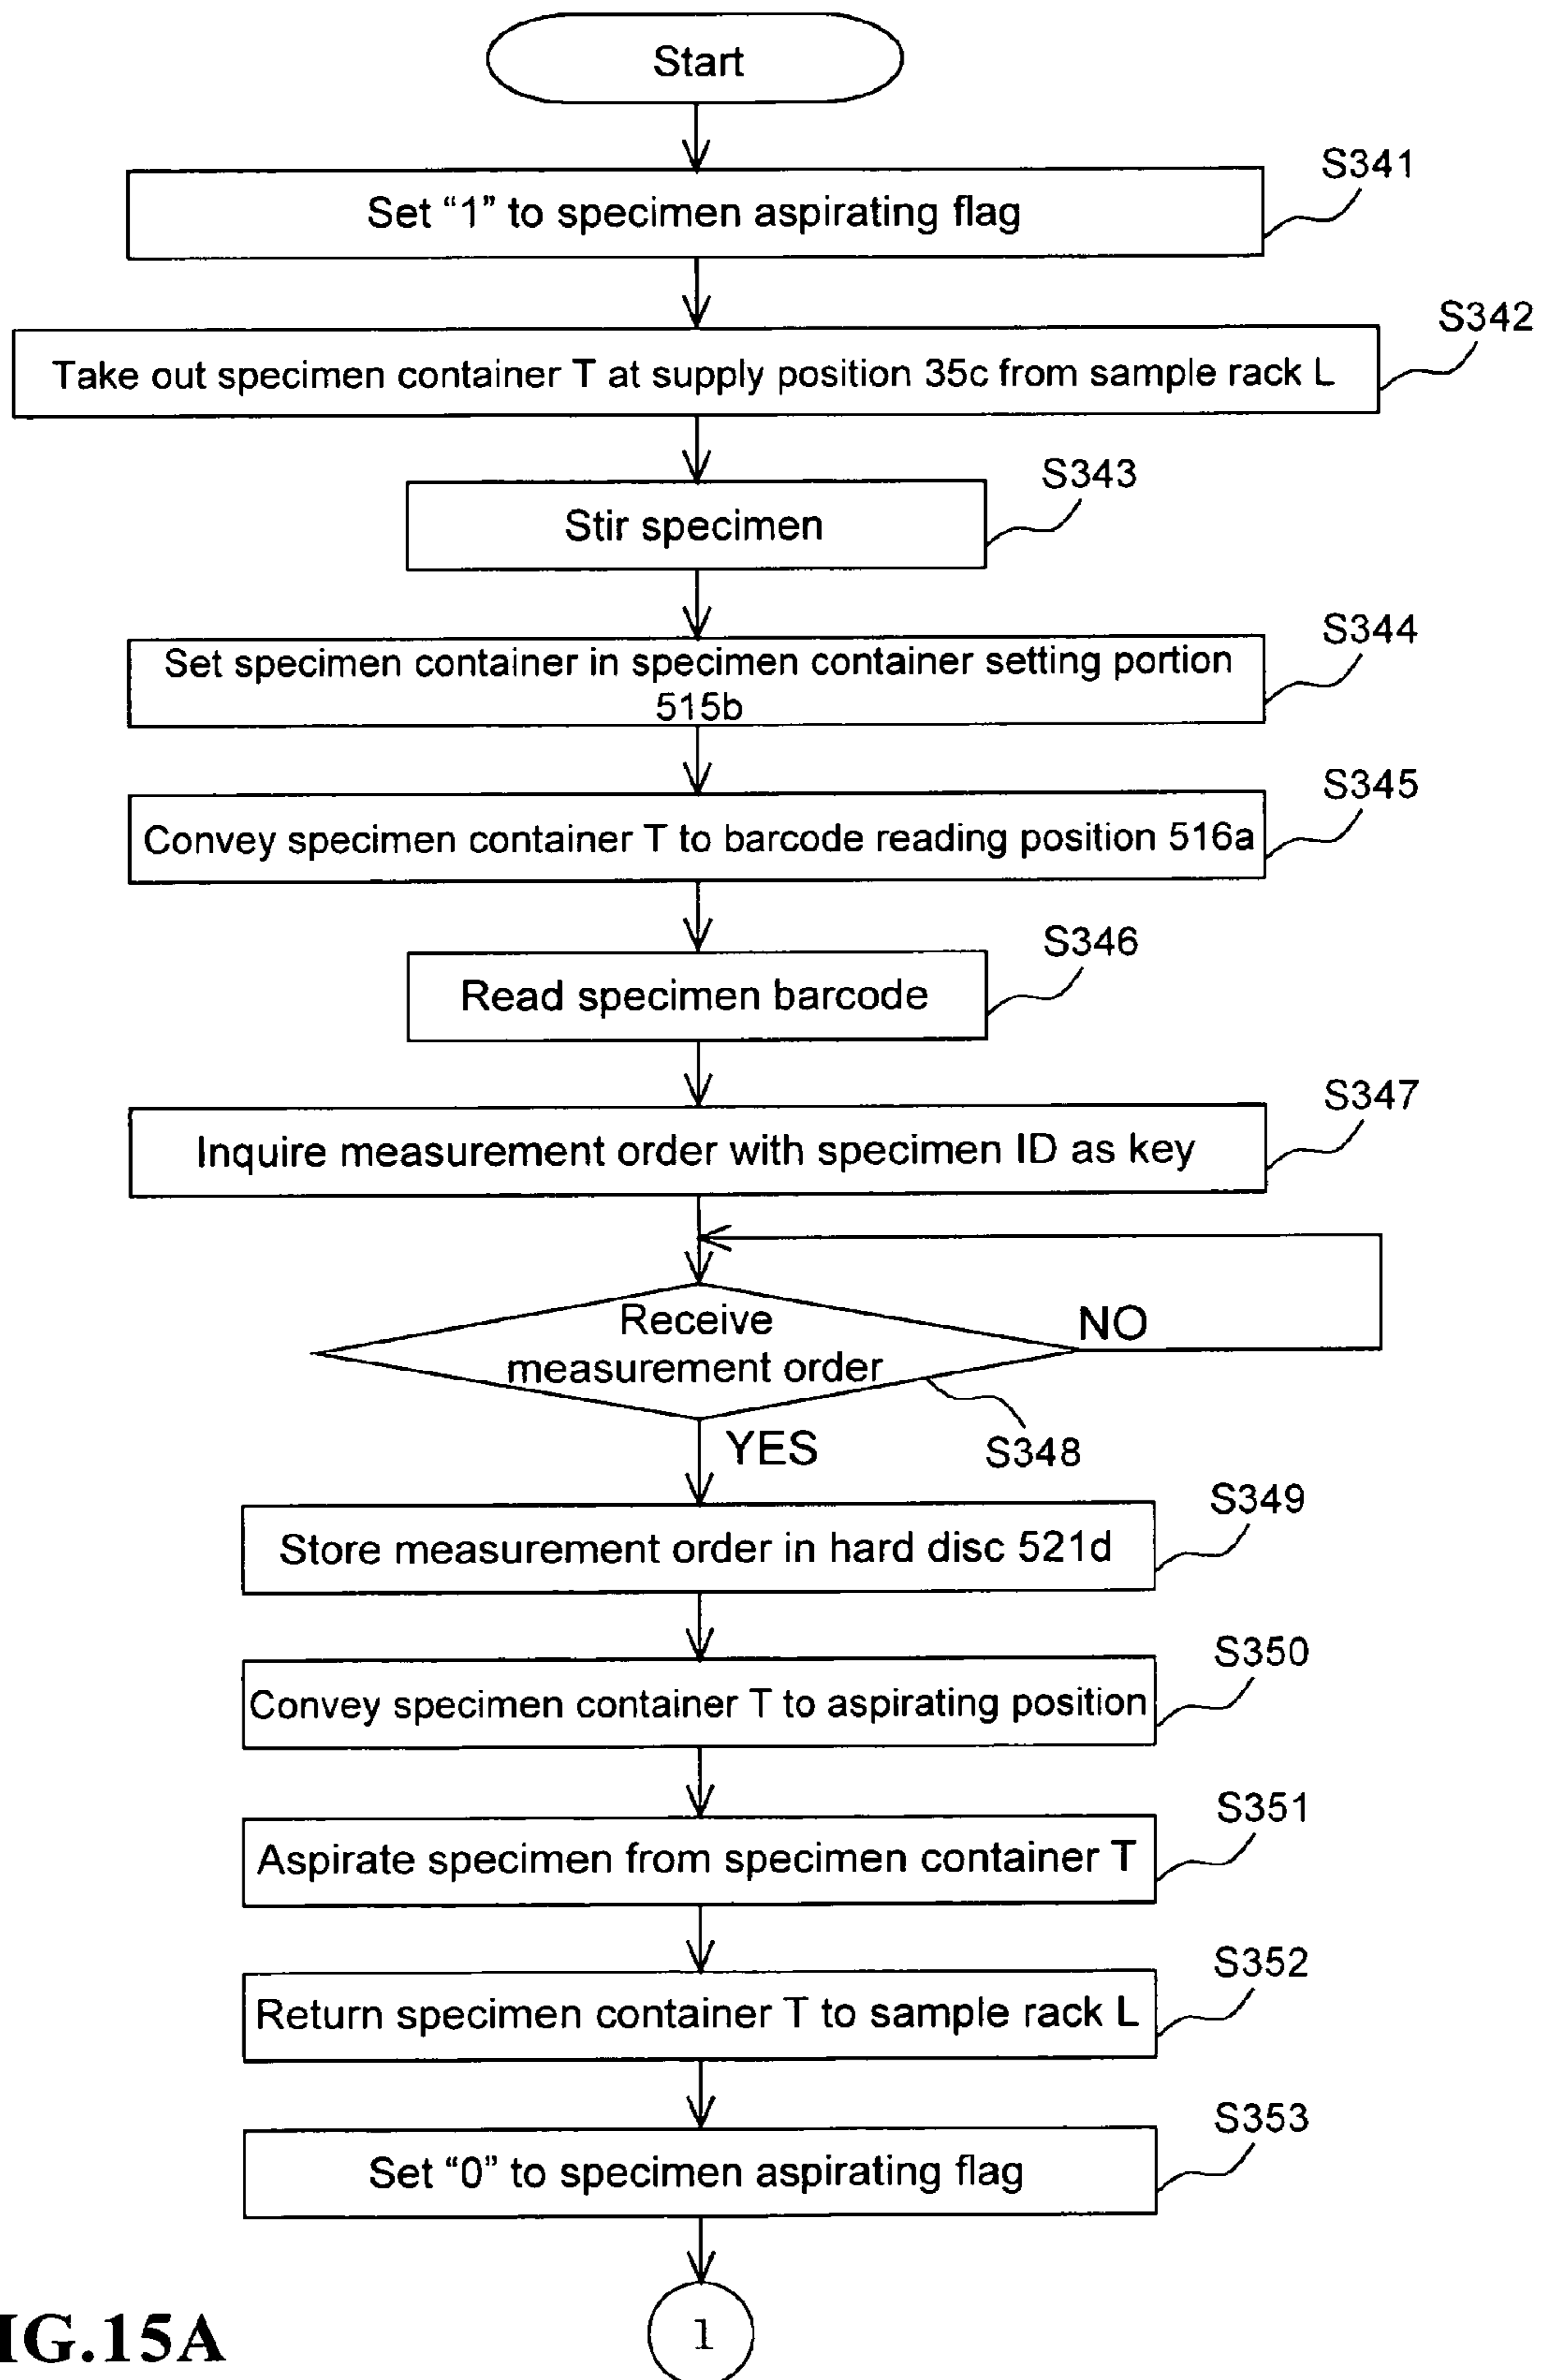 Start
S341
Set “1” to specimen aspirating flag
S342
Take out specimen container T at supply position 35c from sample rack L
S343
Stir specimen
S344
Set specimen container in specimen container setting portion
515b
S345
Convey specimen container T to barcode reading position 516a
S346
Read specimen barcode
S347
Inquire measurement order with specimen ID as key
Receive
measurement order
NO
S348
YES
S349
Store measurement order in hard disc 521d
S350
Convey specimen container T to aspirating position
S351
Aspirate specimen from specimen container T
S352
Return specimen container T to sample rack L
S353
Set “0” to specimen aspirating flag
1
IG.15A